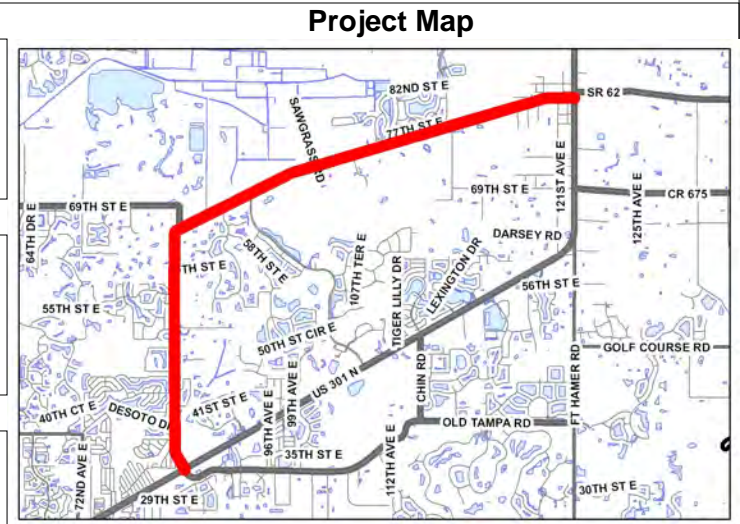 Project Map
82ND ST E
SR 62
SAWGRASS RD
77TH ST E
69TH ST E
121ST AVE E
125TH AVE E
CR 675
69TH ST E
64TH DR E
DARSEY RD
58TH ST E
TH ST E
107TH TER E
TIGER LILLY DR
LEXINGTON DR
56TH ST E
55TH ST E
50TH ST CIR E
GOLF COURSE RD
US 301 N
CHIN RD
FT HAMER RD
99TH AVE E
96TH AVE E
41ST ST E
40TH CT E
DESOTO D
OLD TAMPA RD
35TH ST E
112TH AVE E
72ND AVE E
29TH ST E
30TH ST E